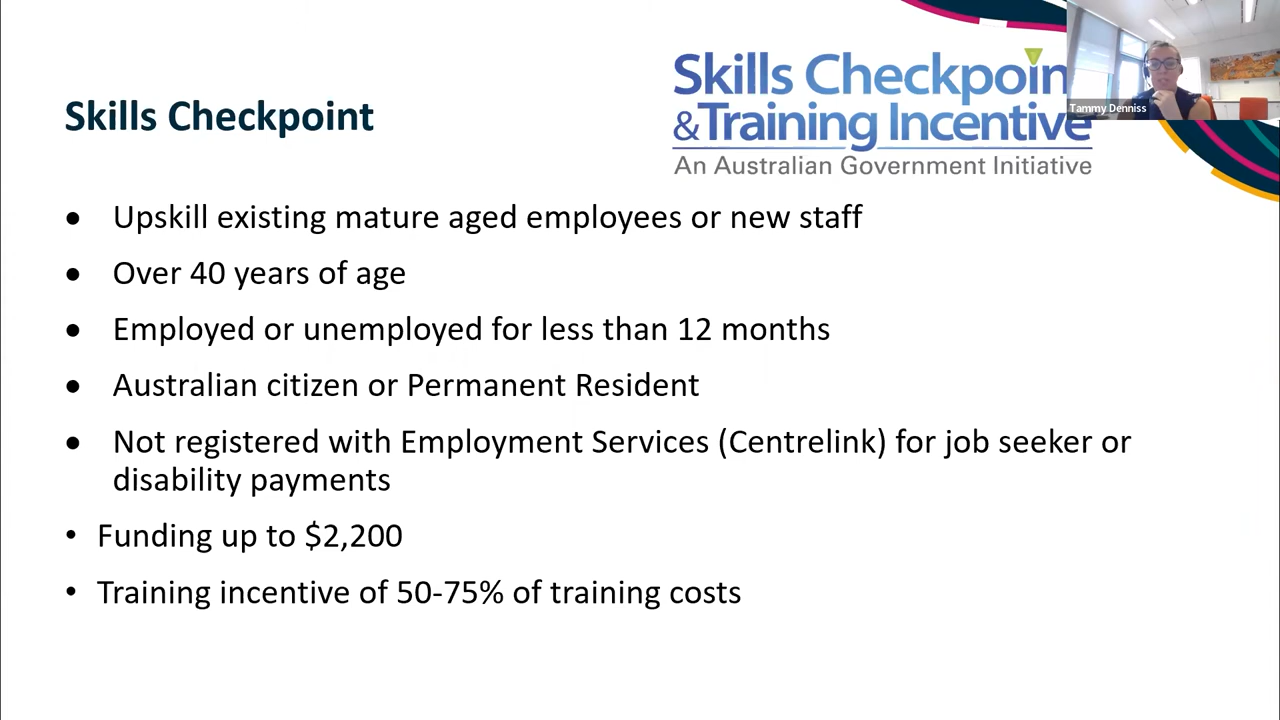 Skills Checkpoint
Skills Checkpoin
&Training Incentive
An Australian Government Initiative
Tammy Denniss
• Upskill existing mature aged employees or new staff
• Over 40 years of age
• Employed or unemployed for less than 12 months
• Australian citizen or Permanent Resident
• Not registered with Employment Services (Centrelink) for job seeker or
disability payments
• Funding up to $2,200
• Training incentive of 50-75% of training costs